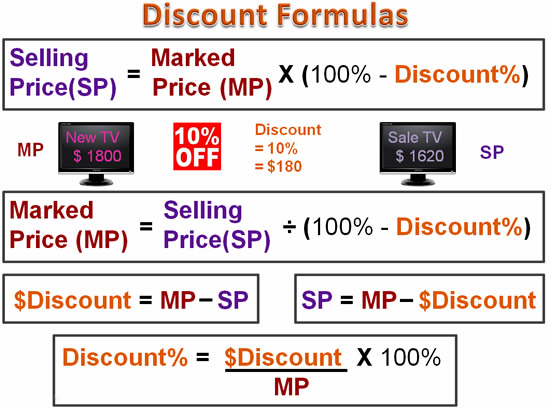 Discount Formulas
Selling Price(SP) = Marked Price (MP) X (100% - Discount%)
MP
New TV
$ 1800
10%
OFF
Discount
= 10%
= $180
Sale TV
$ 1620
SP
Marked Price (MP) = Selling Price(SP) ÷ (100% - Discount%)
$Discount = MP – SP
SP = MP – $Discount
Discount% = $Discount X 100%
MP